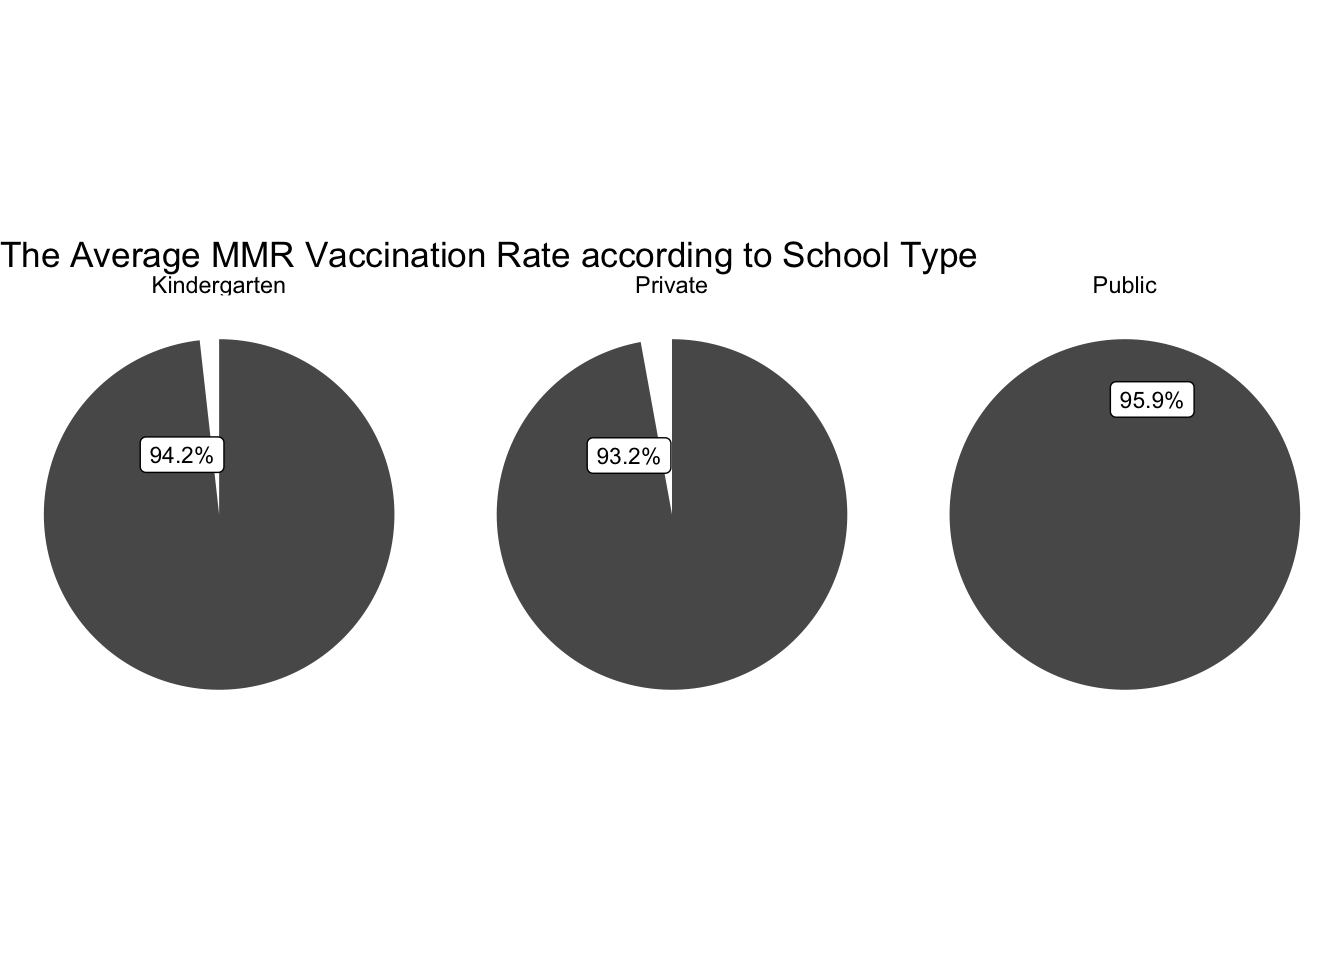 The Average MMR Vaccination Rate according to School Type
Kindergarten Private Public
94.2% 93.2% 95.9%